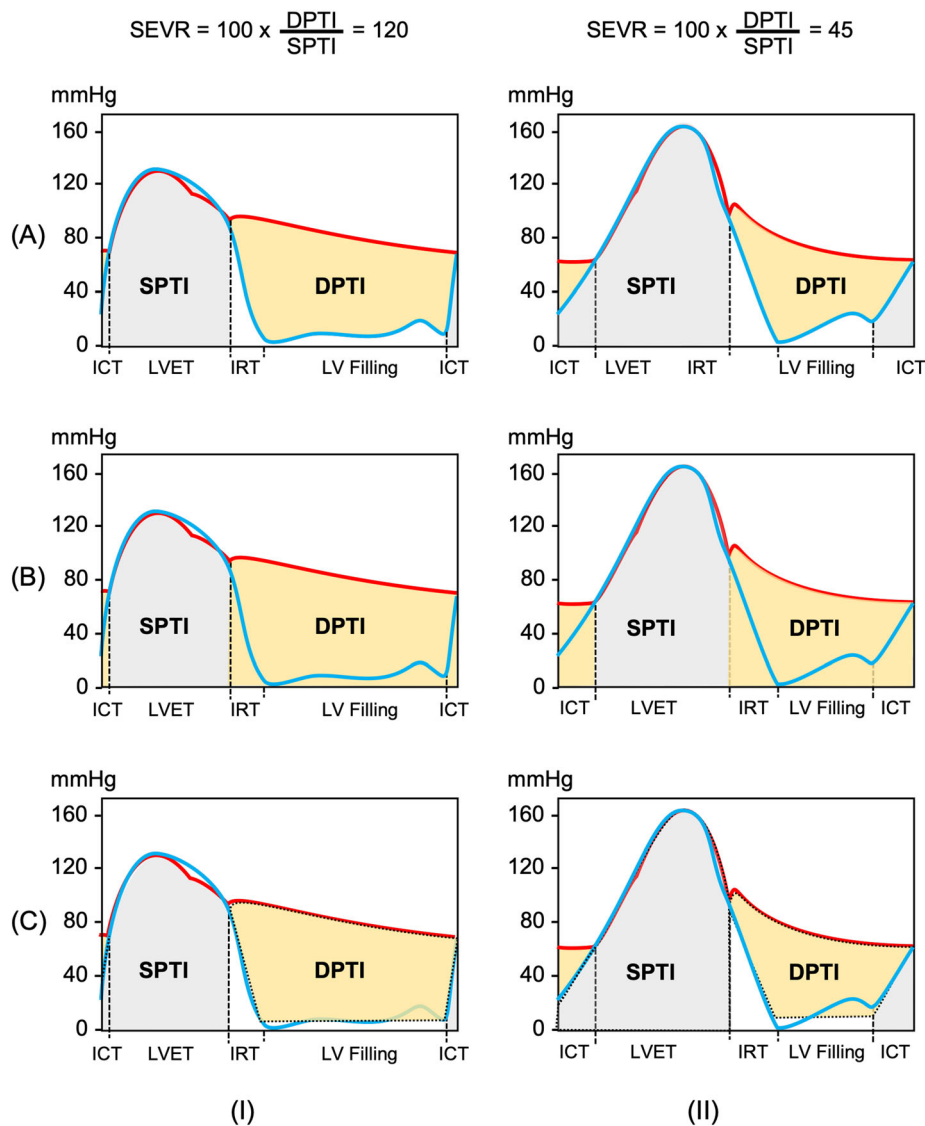 SEVR = 100 x DPTI/SPTI = 120
SEVR = 100 x DPTI/SPTI = 45
mmHg
mmHg
(A)
160
120
80
40
0
SPTI
DPTI
ICT LVET IRT LV Filling
160
120
80
40
0
SPTI
DPTI
ICT LVET IRT LV Filling ICT
mmHg
mmHg
(B)
160
120
80
40
0
SPTI
DPTI
ICT LVET IRT LV Filling ICT
160
120
80
40
0
SPTI
DPTI
ICT LVET IRT LV Filling ICT
mmHg
mmHg
(C)
160
120
80
40
0
SPTI
DPTI
ICT LVET IRT LV Filling ICT
160
120
80
40
0
SPTI
DPTI
ICT LVET IRT LV Filling ICT
(I)
(II)